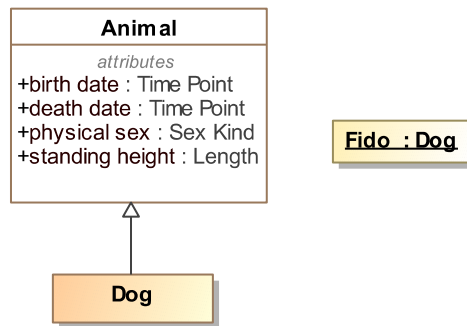 Animal
attributes
+birth date : Time Point
+death date : Time Point
+physical sex : Sex Kind
+standing height : Length
Fido : Dog
Dog